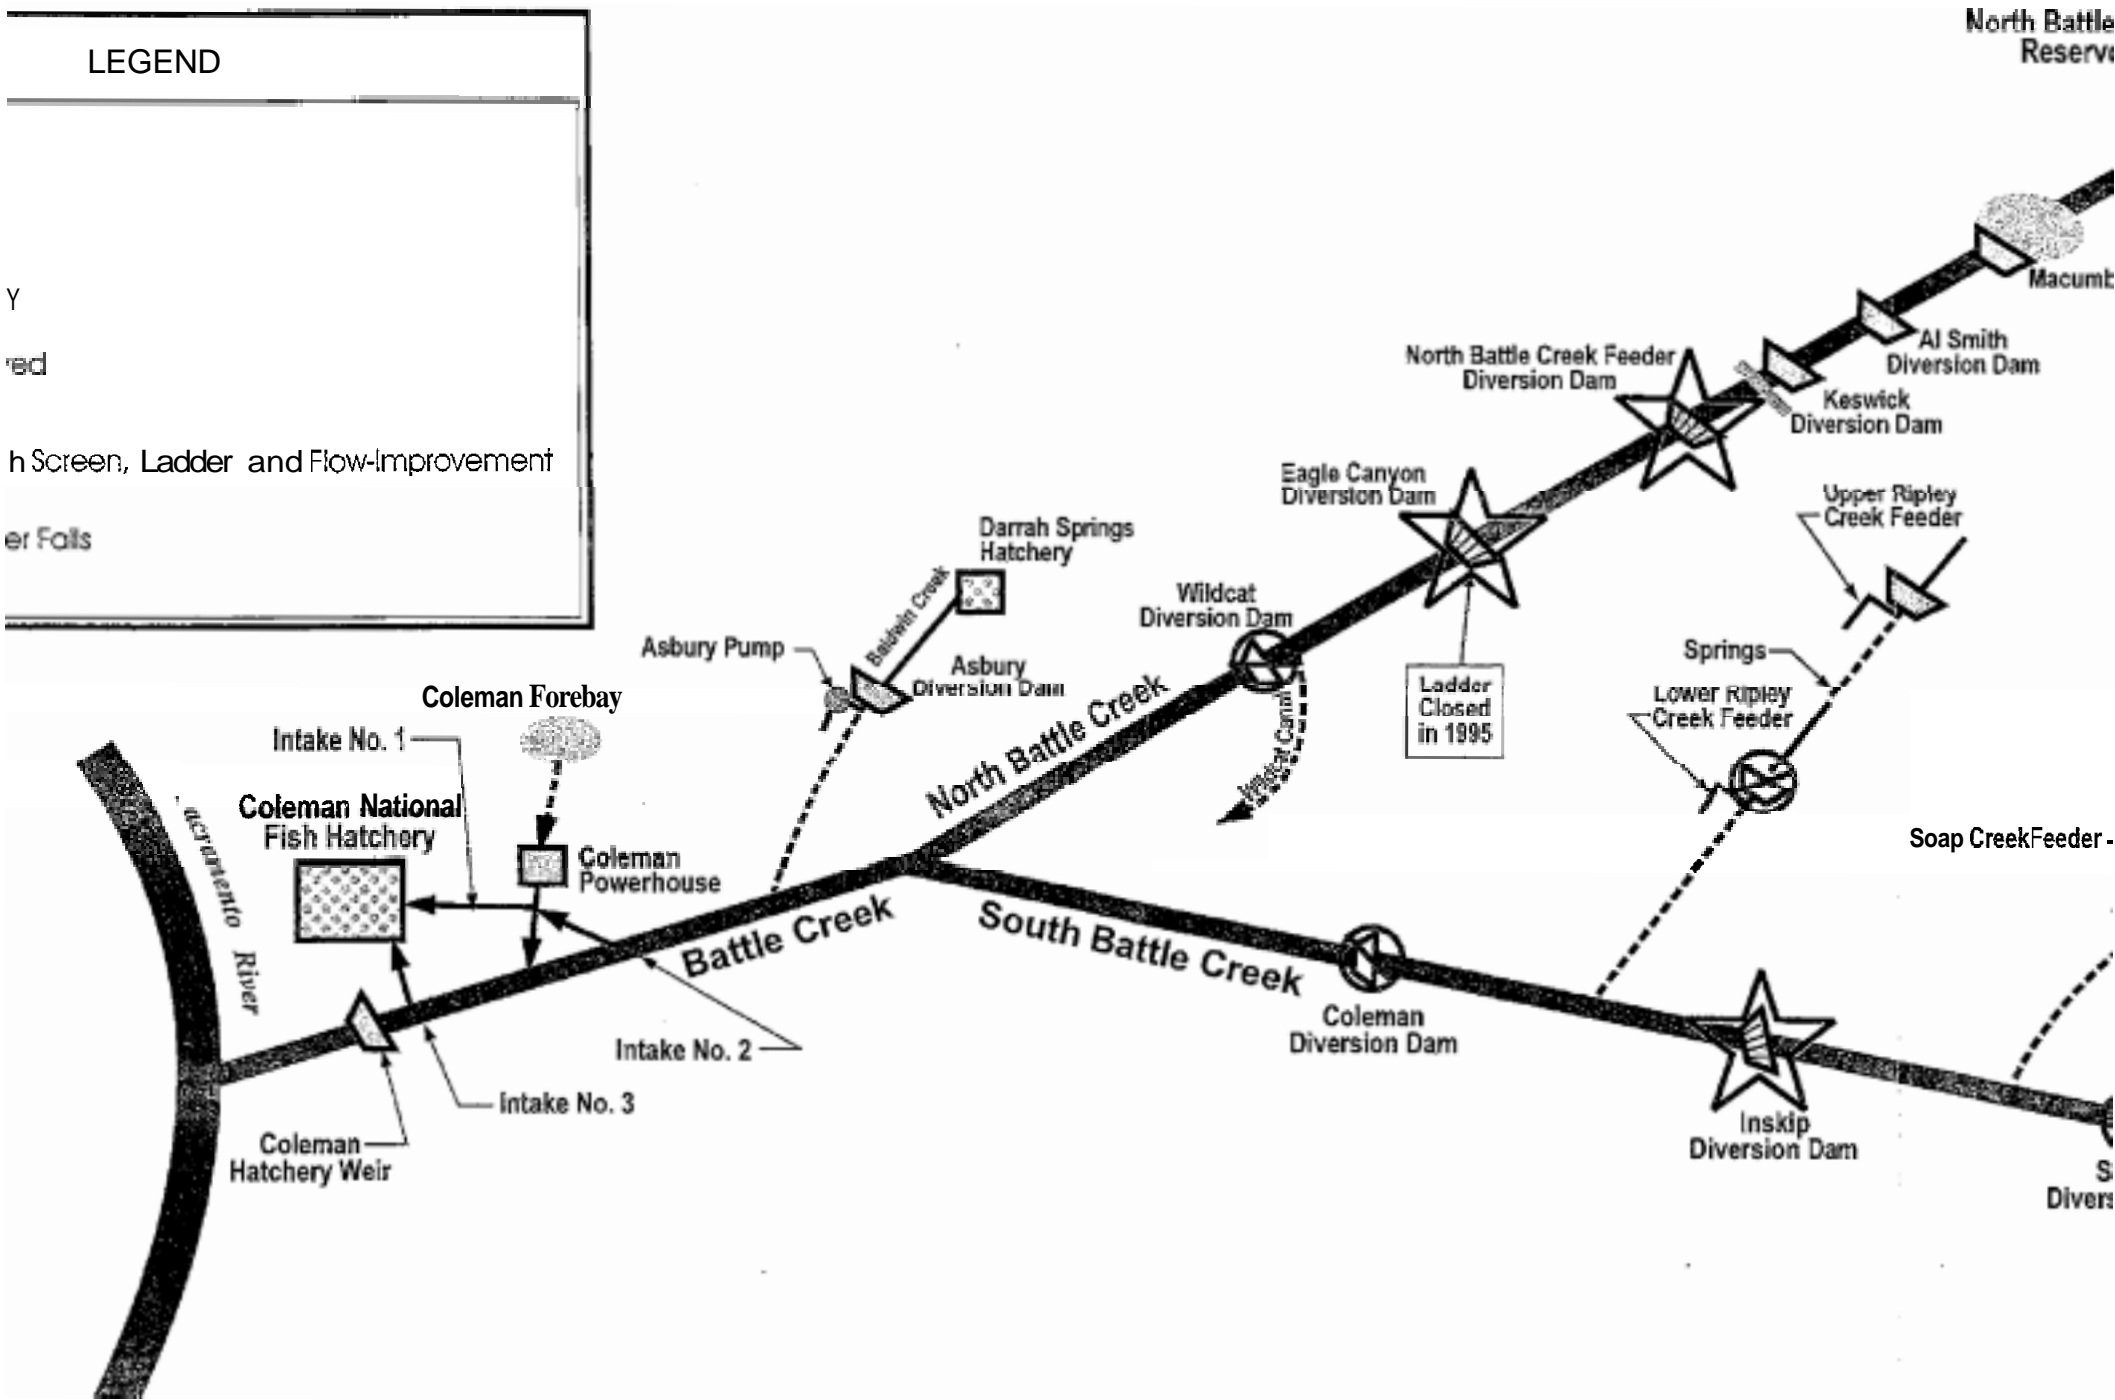 LEGEND
Y
h Screen, Ladder and Flow-Improvement
er Falls
North Battle
Reserv
Macumb
Al Smith
Diversion Dam
Keswick
Diversion Dam
North Battle Creek Feeder
Diversion Dam
Eagle Canyon
Diversion Dam
Upper Ripley
Creek Feeder
Springs
Lower Ripley
Creek Feeder
Ladder
Closed
in 1995
Wildcat
Diversion Dam
Wildcat Canal
Darrah Springs
Hatchery
Baldwin Creek
Asbury Pump
Asbury
Diversion Dam
Coleman Forebay
Intake No. 1
Coleman National
Fish Hatchery
Coleman
Powerhouse
acramento River
North Battle Creek
Battle Creek
South Battle Creek
Soap CreekFeeder
Coleman
Diversion Dam
Intake No. 2
Intake No. 3
Coleman
Hatchery Weir
Inskip
Diversion Dam
S
Divers